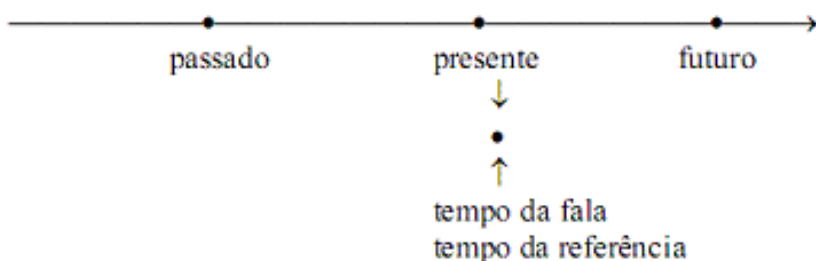 passado presente futuro
tempo da fala
tempo da referência